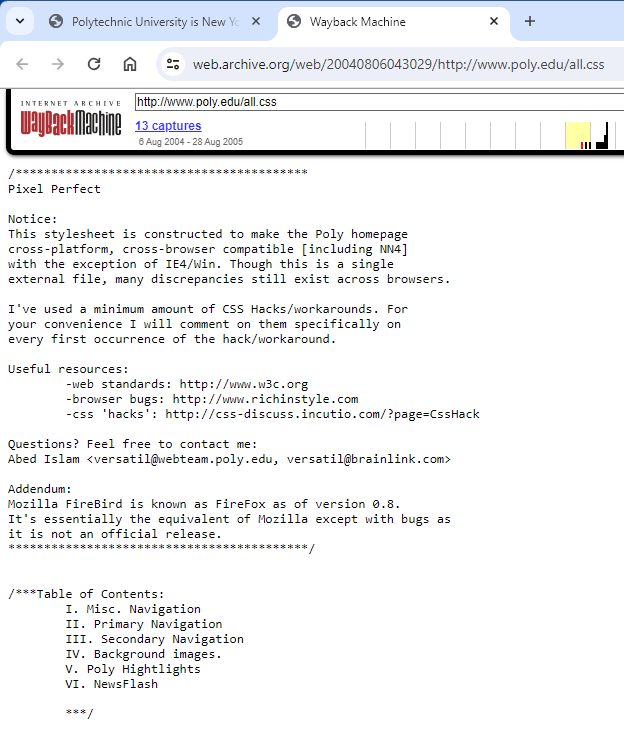 Polytechnic University is New Yo
Wayback Machine
web.archive.org/web/20040806043029/http://www.poly.edu/all.css
INTERNET ARCHIVE
WayBackMachine
http://www.poly.edu/all.css
13 captures
6 Aug 2004 - 28 Aug 2005
/*****************************************
Pixel Perfect
Notice:
This stylesheet is constructed to make the Poly homepage
cross-platform, cross-browser compatible [including NN4]
with the exception of IE4/Win. Though this is a single
external file, many discrepancies still exist across browsers.
I've used a minimum amount of CSS Hacks/workarounds. For
your convenience I will comment on them specifically on
every first occurrence of the hack/workaround.
Useful resources:
-web standards: http://www.w3c.org
-browser bugs: http://www.richinstyle.com
-css 'hacks': http://css-discuss.incutio.com/?page=CssHack
Questions? Feel free to contact me:
Abed Islam <versatil@webteam.poly.edu, versatil@brainlink.com>
Addendum:
Mozilla FireBird is known as FireFox as of version 0.8.
It's essentially the equivalent of Mozilla except with bugs as
it is not an official release.
******************************************/
/***Table of Contents:
I. Misc. Navigation
II. Primary Navigation
III. Secondary Navigation
IV. Background images.
V. Poly Hightlights
VI. NewsFlash
***/